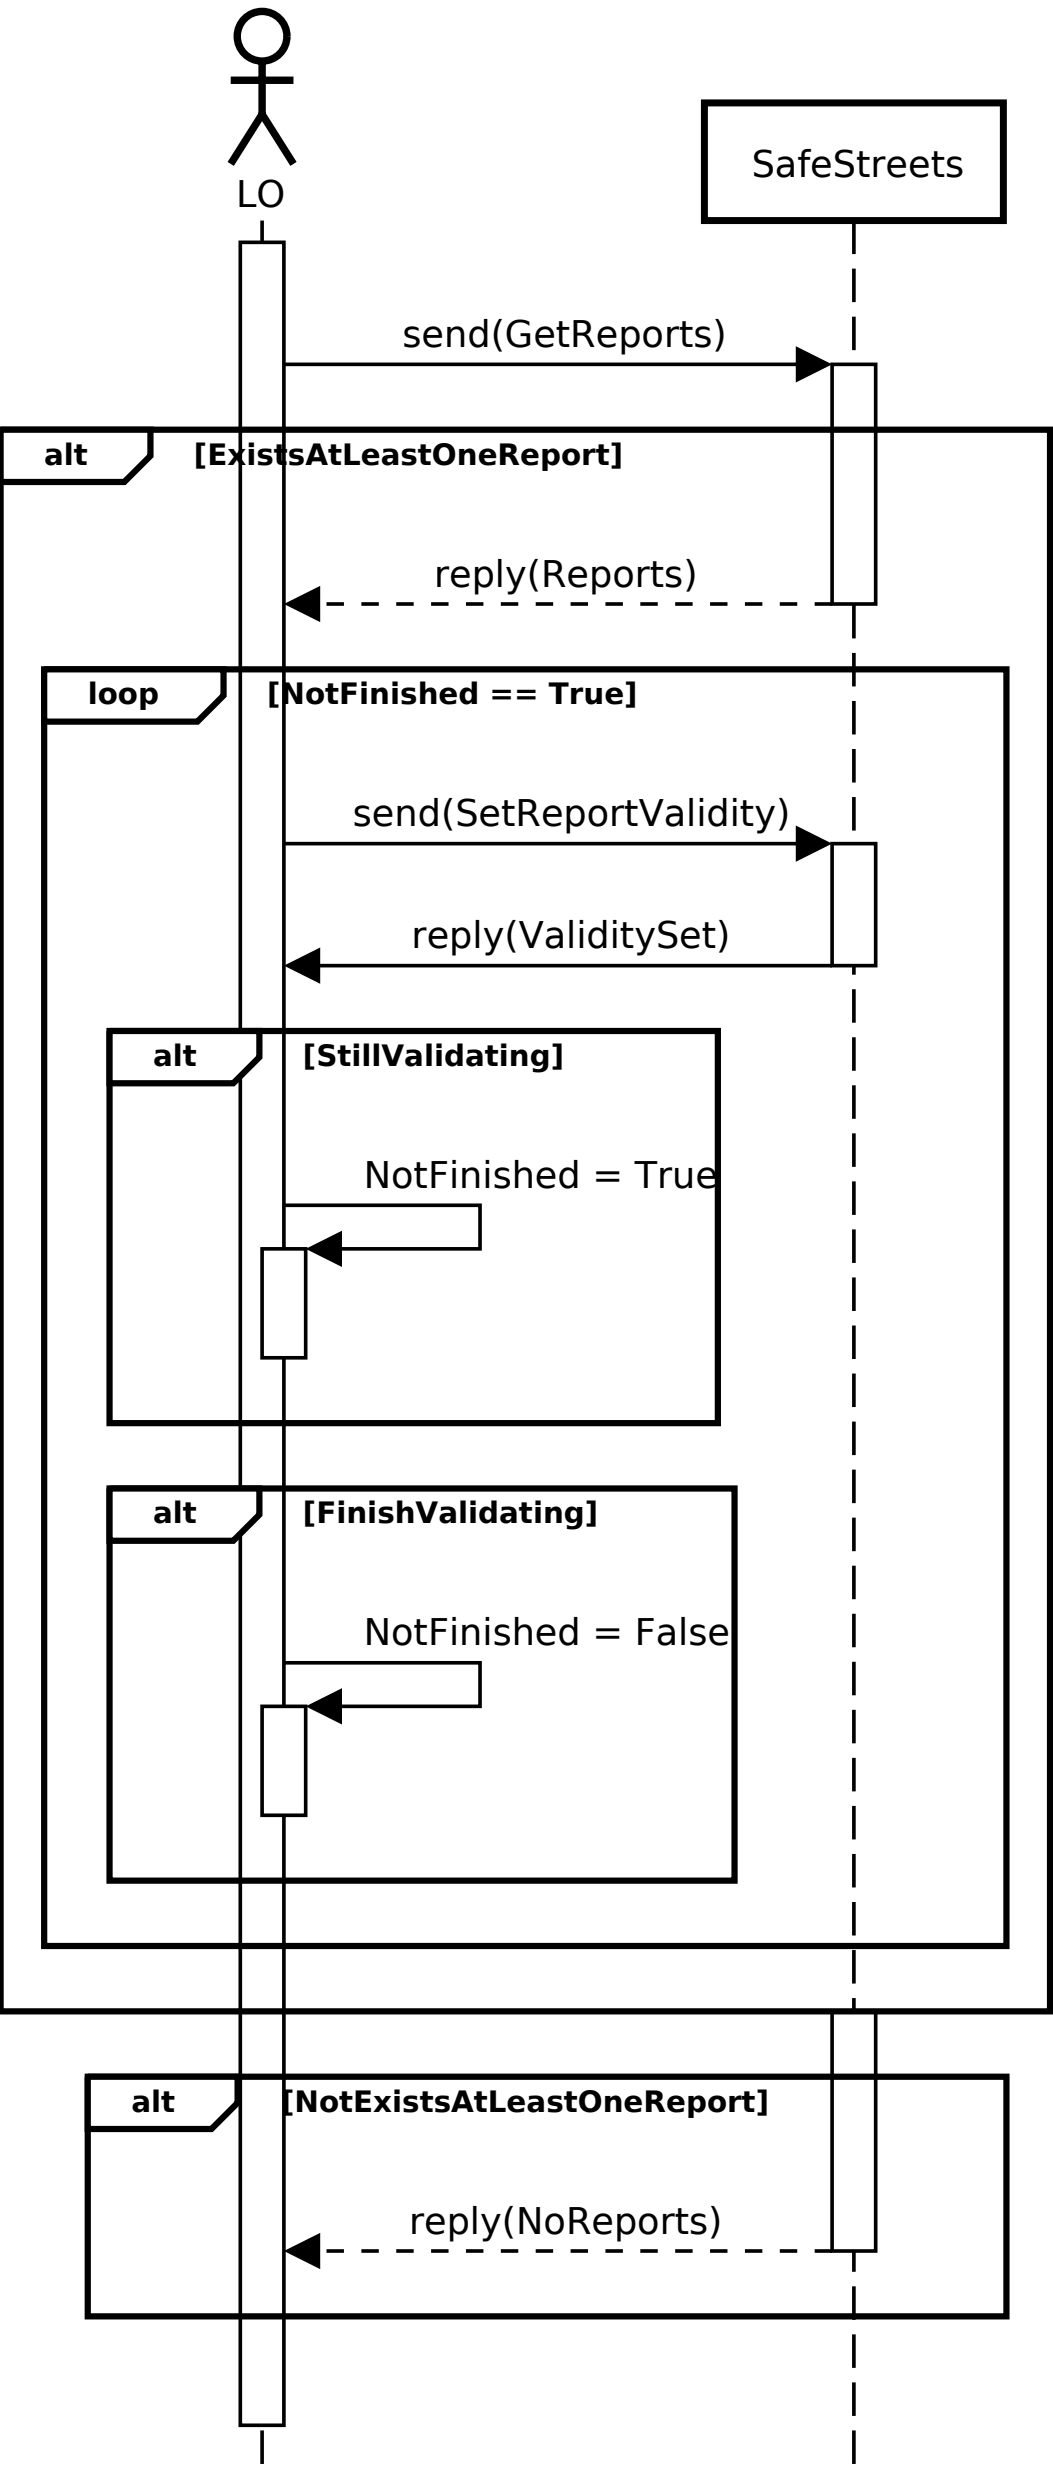 LO
SafeStreets
send(GetReports)
alt
[ExistsAtLeastOneReport]
reply(Reports)
loop
[NotFinished == True]
send(SetReportValidity)
reply(ValiditySet)
alt
[StillValidating]
NotFinished = True
alt
[FinishValidating]
NotFinished = False
alt
[NotExistsAtLeastOneReport]
reply(NoReports)